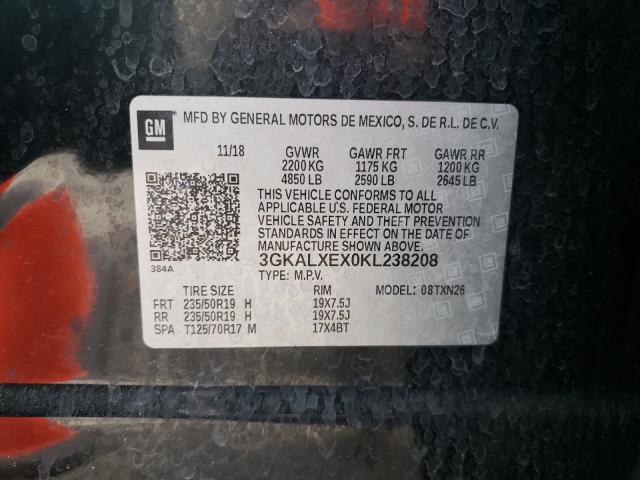 GM
MFD BY GENERAL MOTORS DE MEXICO, S. DE R.L. DE C.V.
11/18 GVWR GAWR FRT GAWR RR
2200 KG 1175 KG 1200 KG
4850 LB 2590 LB 2645 LB
THIS VEHICLE CONFORMS TO ALL
APPLICABLE U.S. FEDERAL MOTOR
VEHICLE SAFETY AND THEFT PREVENTION
STANDARDS IN EFFECT ON THE DATE OF
MANUFACTURE SHOWN ABOVE.
384A 3GKALXEX0KL238208
TYPE: M.P.V.
TIRE SIZE RIM MODEL: 08TXN26
FRT 235/50R19 H 19X7.5J
RR 235/50R19 H 19X7.5J
SPA T125/70R17 M 17X4BT